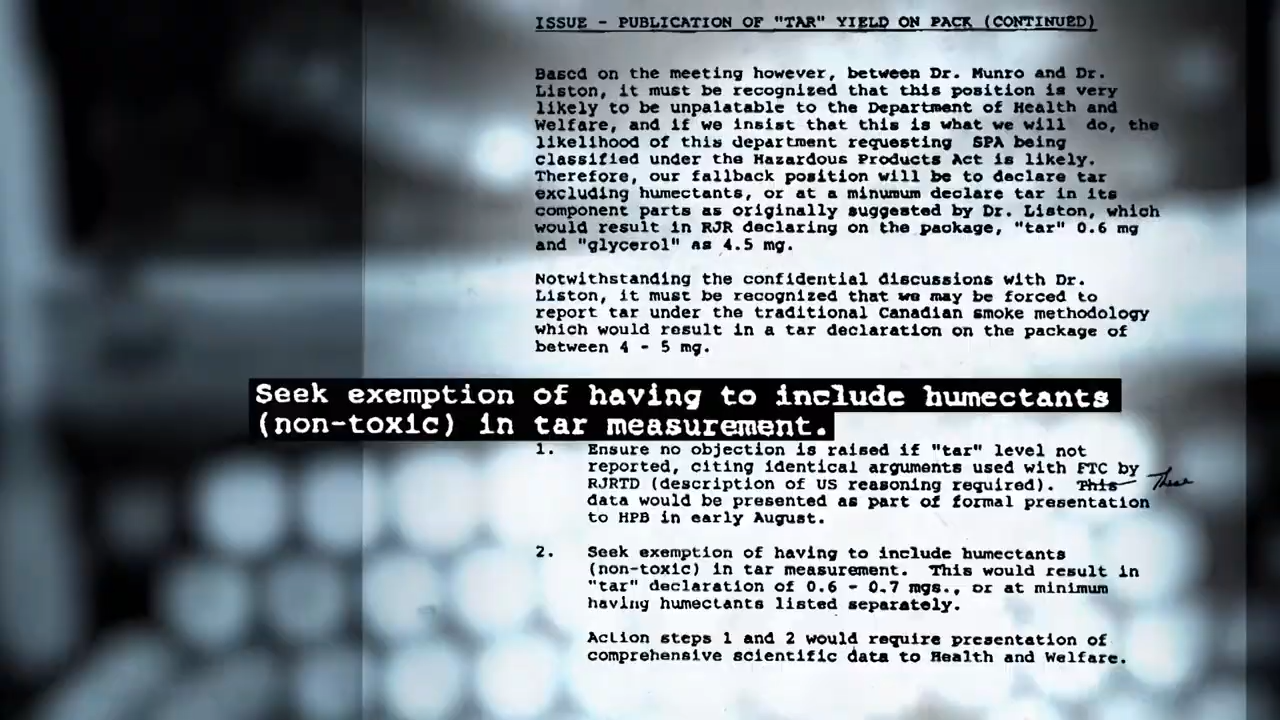 ISSUE - PUBLICATION OF "TAR" YIELD ON PACK (CONTINUED)
Based on the meeting however, between Dr. Munro and Dr.
Liston, it must be recognized that this position is very
likely to be unpalatable to the Department of Health and
Welfare, and if we insist that this is what we will do, the
likelihood of this department requesting SPA being
classified under the Hazardous Products Act is likely.
Therefore, our fallback position will be to declare tar
excluding humectants, or at a minumum declare tar in its
component parts as originally suggested by Dr. Liston, which
would result in RJR declaring on the package, "tar" 0.6 mg
and "glycerol" as 4.5 mg.
Notwithstanding the confidential discussions with Dr.
Liston, it must be recognized that we may be forced to
report tar under the traditional Canadian smoke methodology
which would result in a tar declaration on the package of
between 4 - 5 mg.
Seek exemption of having to include humectants
(non-toxic) in tar measurement.
1. Ensure no objection is raised if "tar" level not
reported, citing identical arguments used with FTC by
RJRTD (description of US reasoning required). This These
data would be presented as part of formal presentation
to HPB in early August.
2. Seek exemption of having to include humectants
(non-toxic) in tar measurement. This would result in
"tar" declaration of 0.6 - 0.7 mgs., or at minimum
having humectants listed separately.
Action steps 1 and 2 would require presentation of
comprehensive scientific data to Health and Welfare.